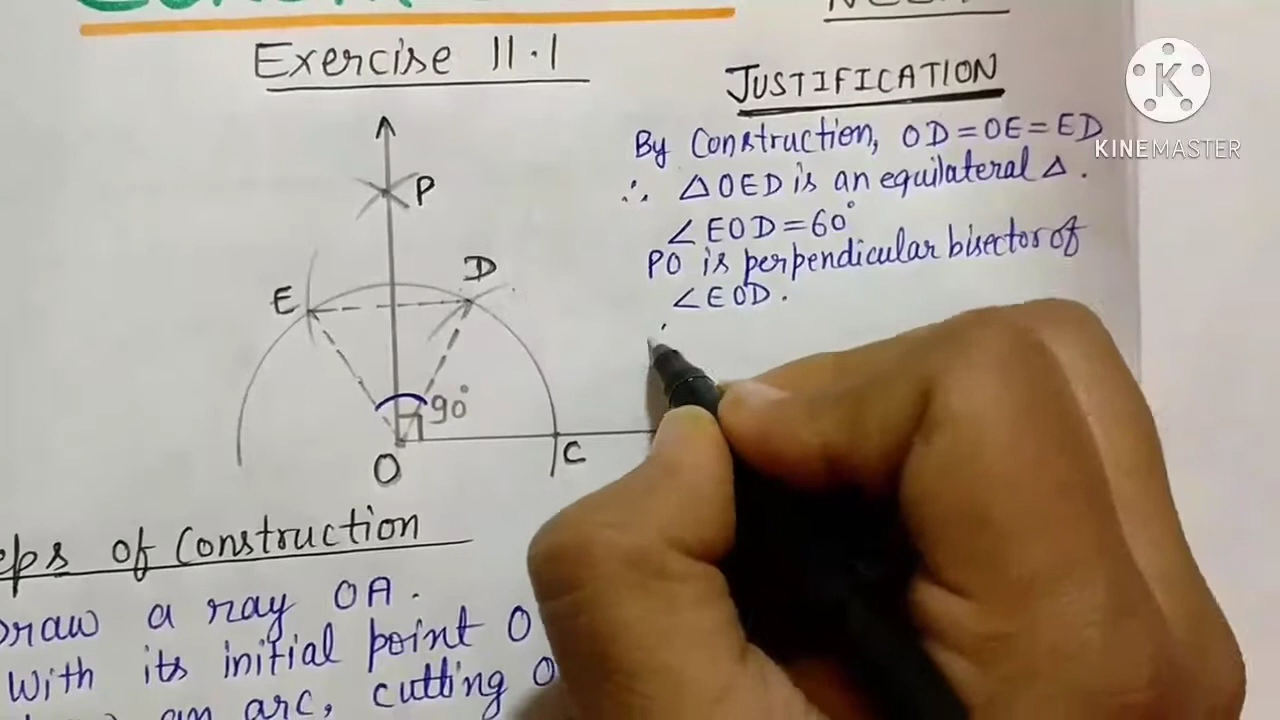 Exercise 11.1
JUSTIFICATION
By Construction, OD=OE=ED
∴ △OED is an equilateral △.
∠EOD=60°
PO is perpendicular bisector of
∠EOD.
P
E
D
90°
O
C
of Construction
a ray OA.
With its initial point O
an arc, cutting O
K
KINEMASTER